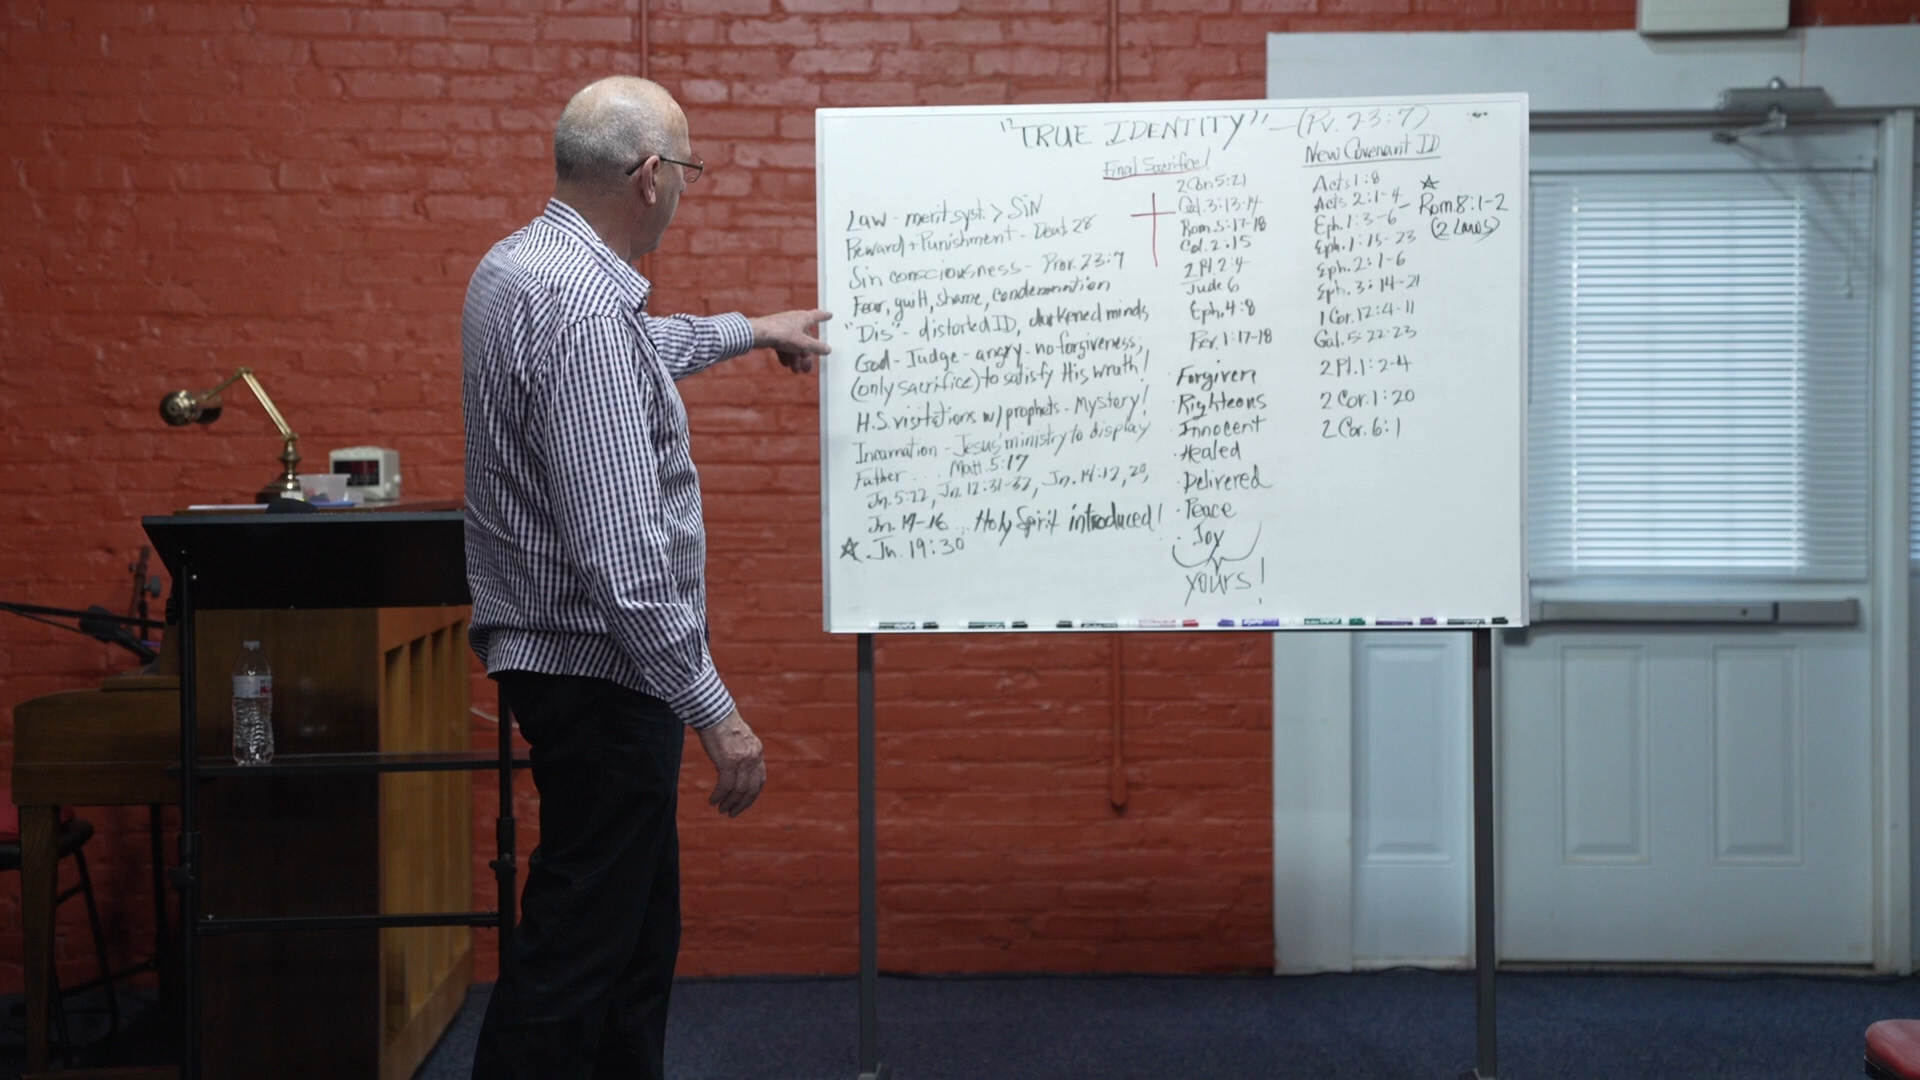 "TRUE IDENTITY" - (Pv. 23:7)
Law - merit syst. > SiN
Reward + Punishment - Deut. 28
Sin consciousness - Prov. 23:7
Fear, guilt, shame, condemnation
"Dis" - distorted ID, darkened minds
God - Judge - angry - no forgiveness;
(only sacrifice) to satisfy His wrath!
H.S. visitations w/ prophets - Mystery!
Incarnation - Jesus' ministry to display
Father ... Matt. 5:17
Jn. 5:22, Jn. 12:31-32, Jn. 14:12, 20,
Jn. 14-16 ... Holy Spirit introduced!
Jn. 19:30
Final Sacrifice!
2 Cor. 5:21
Gal. 3:13-14
Rom. 5:17-18
Col. 2:15
2 Pt. 2:4
Jude 6
Eph. 4:8
Rev. 1:17-18
· Forgiven
· Righteous
· Innocent
· Healed
· Delivered
· Peace
· Joy
yours!
New Covenant ID
Acts 1:8
Acts 2:1-4
Eph. 1:3-6 - Rom. 8:1-2
(2 Laws)
Eph. 1:15-23
Eph. 2:1-6
Eph. 3:14-21
1 Cor. 12:4-11
Gal. 5:22-23
2 Pt. 1:2-4
2 Cor. 1:20
2 Cor. 6:1